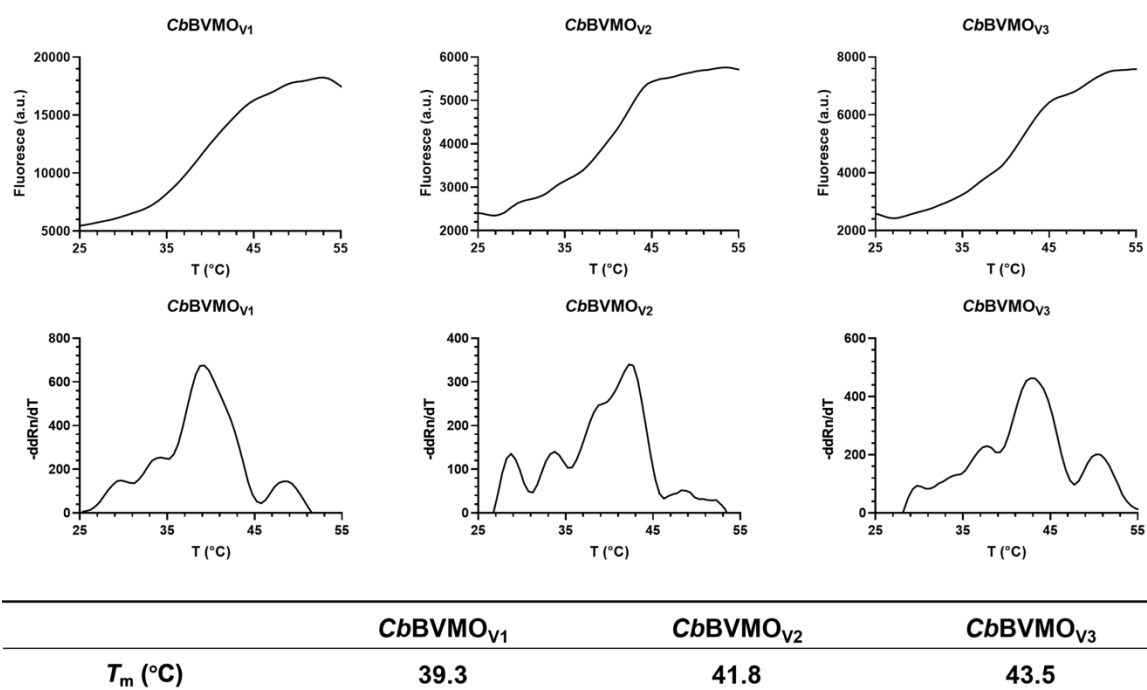 CbBVMOV1
CbBVMOV2
CbBVMOV3
20000
15000
10000
5000
Fluoresce (a.u.)
25
35
45
55
T (°C)
6000
5000
4000
3000
2000
Fluoresce (a.u.)
25
35
45
55
T (°C)
8000
6000
4000
2000
Fluoresce (a.u.)
25
35
45
55
T (°C)
CbBVMOV1
CbBVMOV2
CbBVMOV3
800
600
400
200
0
-ddRn/dT
25
35
45
55
T (°C)
400
300
200
100
0
-ddRn/dT
25
35
45
55
T (°C)
600
400
200
0
-ddRn/dT
25
35
45
55
T (°C)
CbBVMOV1 CbBVMOV2 CbBVMOV3
Tm (°C) 39.3 41.8 43.5